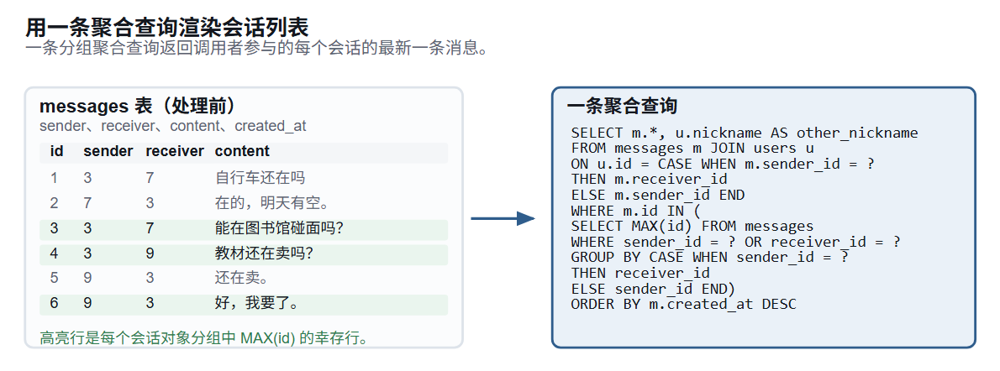 用一条聚合查询渲染会话列表
一条分组聚合查询返回调用者参与的每个会话的最新一条消息。
messages 表（处理前）
sender、receiver、content、created_at
id sender receiver content
1 3 7 自行车还在吗
2 7 3 在的，明天有空。
3 3 7 能在图书馆碰面吗？
4 3 9 教材还在卖吗？
5 9 3 还在卖。
6 9 3 好，我要了。
高亮行是每个会话对象分组中 MAX(id) 的幸存行。
一条聚合查询
SELECT m.*, u.nickname AS other_nickname
FROM messages m JOIN users u
ON u.id = CASE WHEN m.sender_id = ?
THEN m.receiver_id
ELSE m.sender_id END
WHERE m.id IN (
SELECT MAX(id) FROM messages
WHERE sender_id = ? OR receiver_id = ?
GROUP BY CASE WHEN sender_id = ?
THEN receiver_id
ELSE sender_id END)
ORDER BY m.created_at DESC